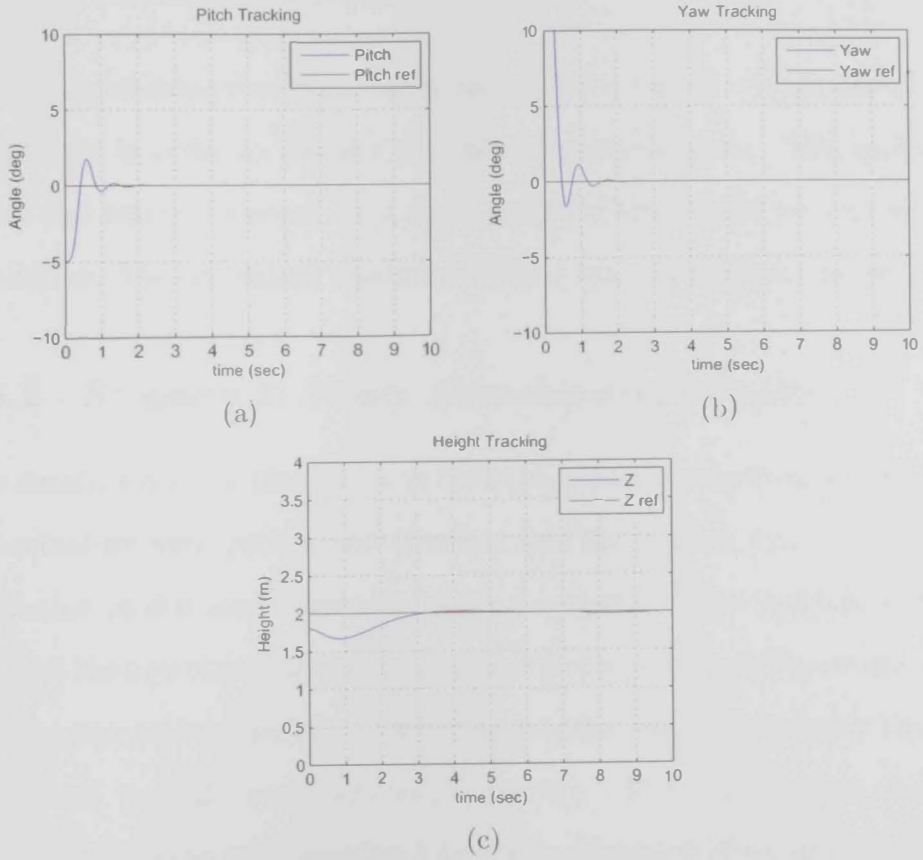 Pitch Tracking
10
5
0
−5
−10
Angle (deg)
Pitch
Pitch ref
0 1 2 3 4 5 6 7 8 9 10
time (sec)
(a)
Yaw Tracking
10
5
0
−5
−10
Angle (deg)
Yaw
Yaw ref
0 1 2 3 4 5 6 7 8 9 10
time (sec)
(b)
Height Tracking
4
3.5
3
2.5
2
1.5
1
0.5
0
Height (m)
Z
Z ref
0 1 2 3 4 5 6 7 8 9 10
time (sec)
(c)